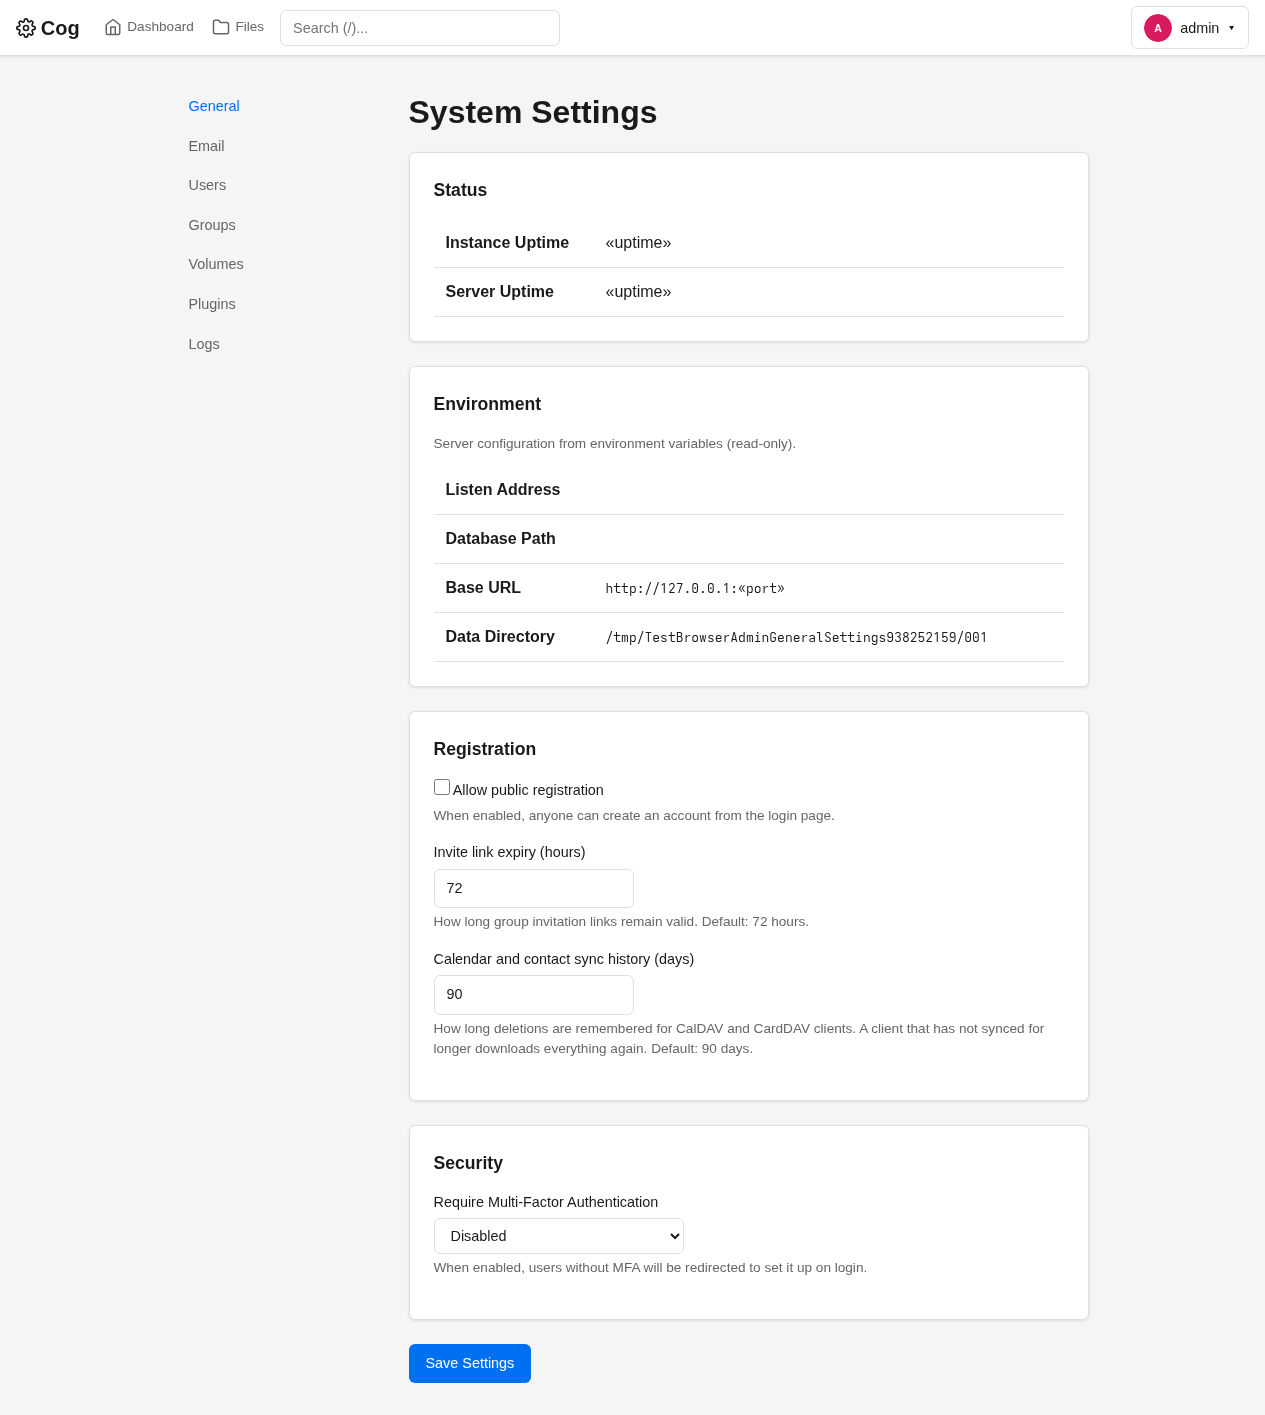 Cog
Dashboard
Files
Search (/)...
A
admin
General
Email
Users
Groups
Volumes
Plugins
Logs
System Settings
Status
Instance Uptime «uptime»
Server Uptime «uptime»
Environment
Server configuration from environment variables (read-only).
Listen Address
Database Path
Base URL http://127.0.0.1:«port»
Data Directory /tmp/TestBrowserAdminGeneralSettings938252159/001
Registration
Allow public registration
When enabled, anyone can create an account from the login page.
Invite link expiry (hours)
72
How long group invitation links remain valid. Default: 72 hours.
Calendar and contact sync history (days)
90
How long deletions are remembered for CalDAV and CardDAV clients. A client that has not synced for
longer downloads everything again. Default: 90 days.
Security
Require Multi-Factor Authentication
Disabled
When enabled, users without MFA will be redirected to set it up on login.
Save Settings